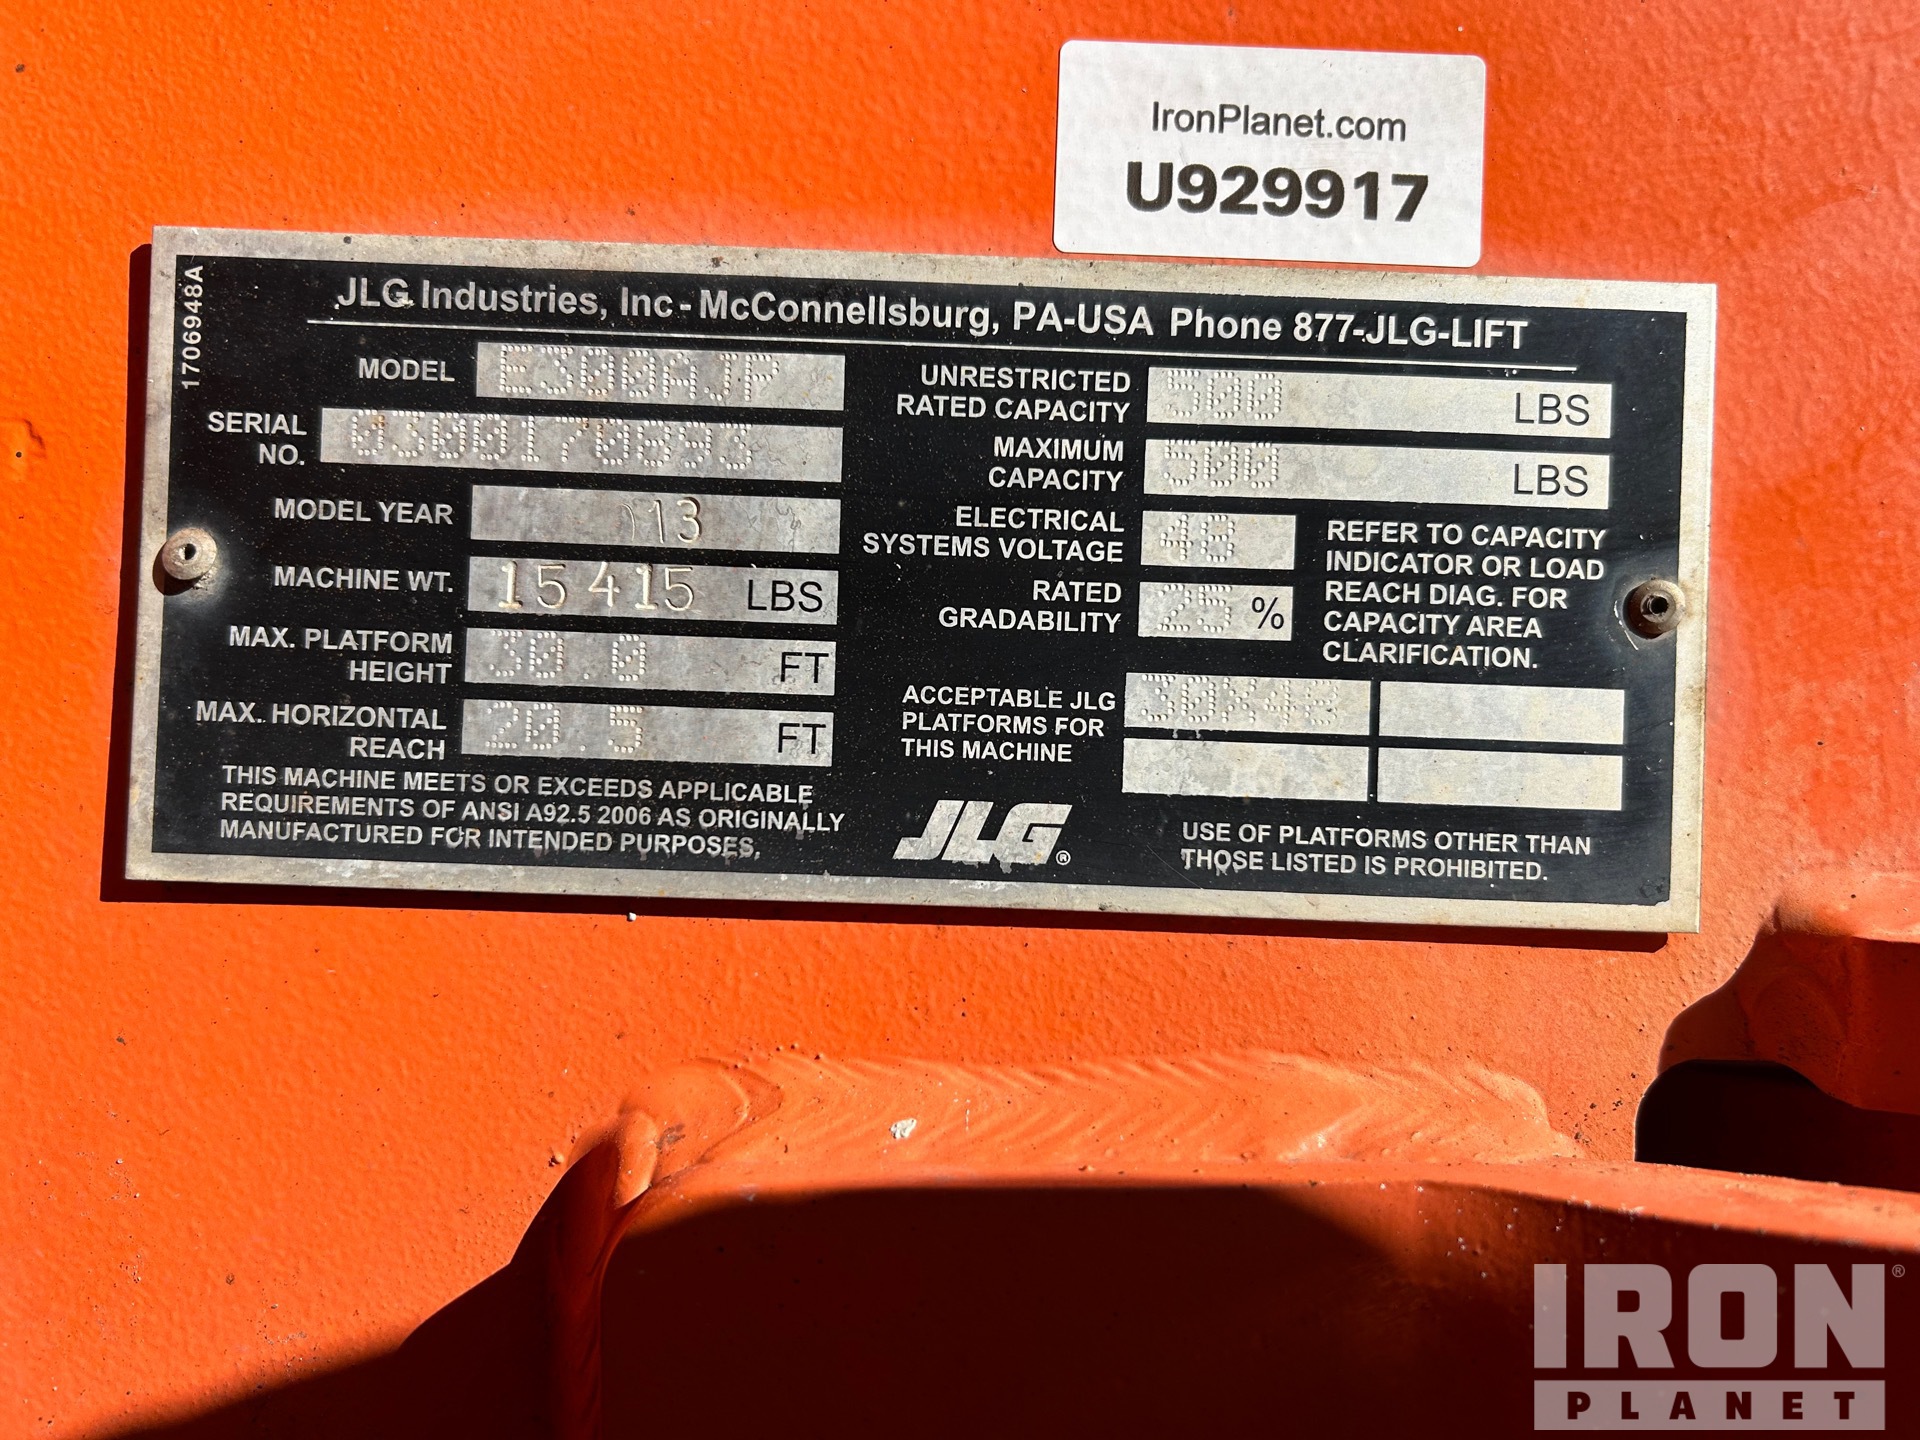 IronPlanet.com
U929917
1706948A
JLG Industries, Inc - McConnellsburg, PA-USA Phone 877-JLG-LIFT
MODEL E300AJP
SERIAL NO. 0300170893
MODEL YEAR 13
MACHINE WT. 15415 LBS
MAX. PLATFORM HEIGHT 30.0 FT
MAX. HORIZONTAL REACH 20.5 FT
THIS MACHINE MEETS OR EXCEEDS APPLICABLE
REQUIREMENTS OF ANSI A92.5 2006 AS ORIGINALLY
MANUFACTURED FOR INTENDED PURPOSES.
UNRESTRICTED RATED CAPACITY 500 LBS
MAXIMUM CAPACITY 500 LBS
ELECTRICAL SYSTEMS VOLTAGE 48
RATED GRADABILITY 25 %
REFER TO CAPACITY
INDICATOR OR LOAD
REACH DIAG. FOR
CAPACITY AREA
CLARIFICATION.
ACCEPTABLE JLG
PLATFORMS FOR
THIS MACHINE
30X48
JLG®
USE OF PLATFORMS OTHER THAN
THOSE LISTED IS PROHIBITED.
IRON®
PLANET